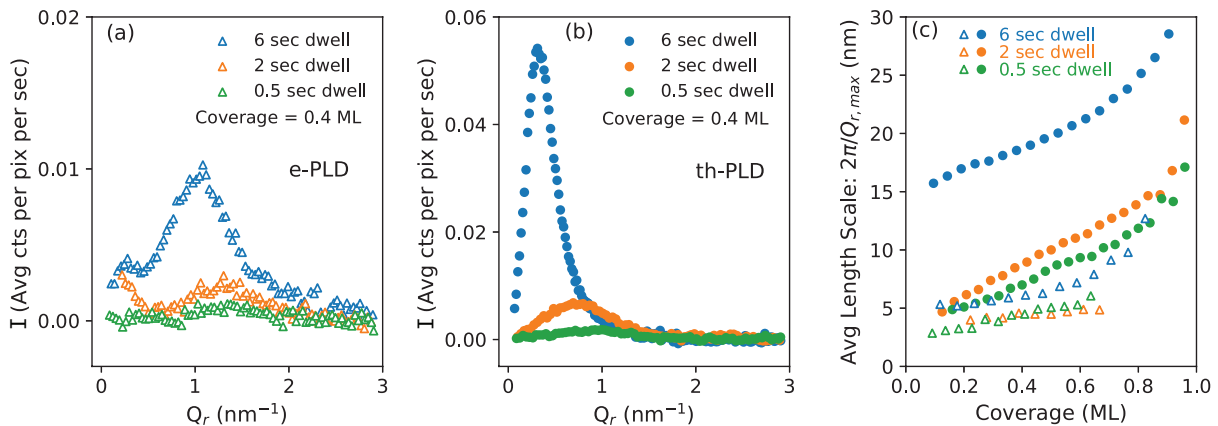 (a)
6 sec dwell
2 sec dwell
0.5 sec dwell
Coverage = 0.4 ML
e-PLD
0.02
0.01
0.00
I (Avg cts per pix per sec)
0 1 2 3
Q_r (nm⁻¹)
(b)
6 sec dwell
2 sec dwell
0.5 sec dwell
Coverage = 0.4 ML
th-PLD
0.06
0.04
0.02
0.00
I (Avg cts per pix per sec)
0 1 2 3
Q_r (nm⁻¹)
(c)
6 sec dwell
2 sec dwell
0.5 sec dwell
30
25
20
15
10
5
0
Avg Length Scale: 2π/Q_{r, max} (nm)
0.0 0.2 0.4 0.6 0.8 1.0
Coverage (ML)